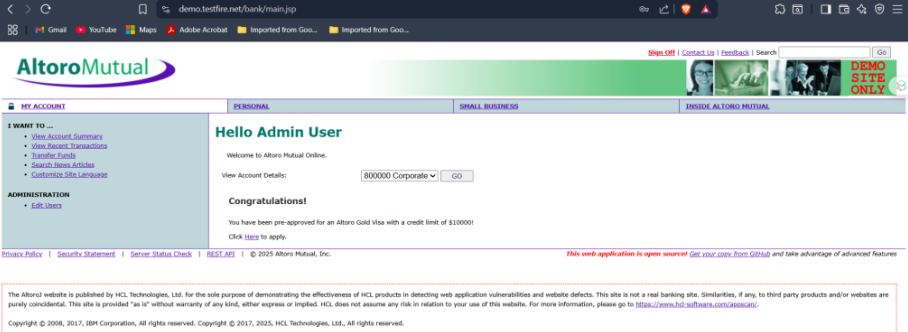 demo.testfire.net/bank/main.jsp
Gmail YouTube Maps Adobe Acrobat Imported from Goo... Imported from Goo...
Sign Off | Contact Us | Feedback | Search Go
AltoroMutual
DEMO
SITE
ONLY
MY ACCOUNT PERSONAL SMALL BUSINESS INSIDE ALTORO MUTUAL
I WANT TO ...
• View Account Summary
• View Recent Transactions
• Transfer Funds
• Search News Articles
• Customize Site Language
ADMINISTRATION
• Edit Users
Hello Admin User
Welcome to Altoro Mutual Online.
View Account Details: 800000 Corporate GO
Congratulations!
You have been pre-approved for an Altoro Gold Visa with a credit limit of $10000!
Click Here to apply.
Privacy Policy | Security Statement | Server Status Check | REST API | © 2025 Altoro Mutual, Inc. This web application is open source! Get your copy from GitHub and take advantage of advanced features
The AltoroJ website is published by HCL Technologies, Ltd. for the sole purpose of demonstrating the effectiveness of HCL products in detecting web application vulnerabilities and website defects. This site is not a real banking site. Similarities, if any, to third party products and/or websites are
purely coincidental. This site is provided "as is" without warranty of any kind, either express or implied. HCL does not assume any risk in relation to your use of this website. For more information, please go to https://www.hcl-software.com/appscan/.
Copyright © 2008, 2017, IBM Corporation, All rights reserved. Copyright © 2017, 2025, HCL Technologies, Ltd., All rights reserved.